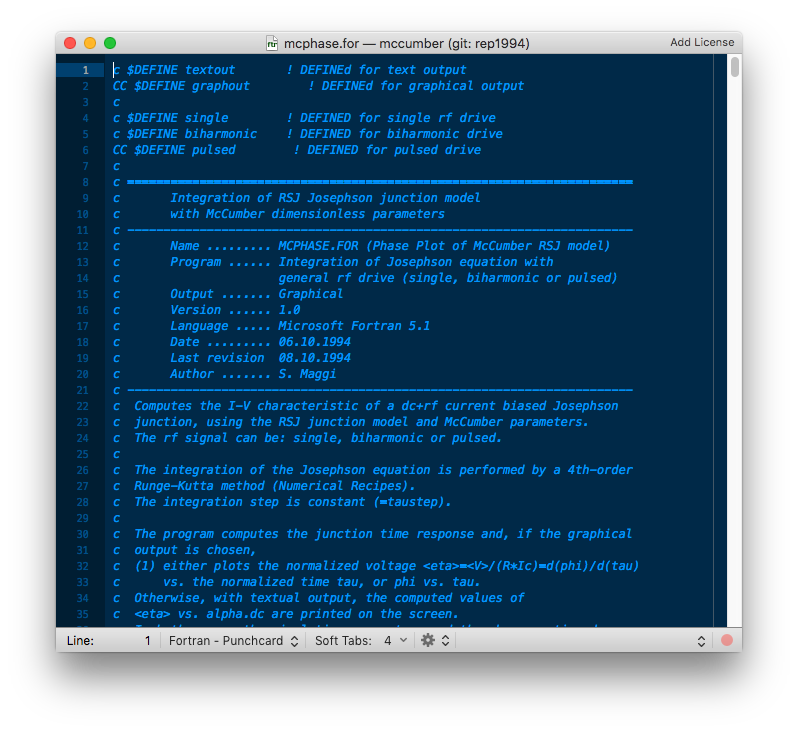 ftr mcphase.for — mccumber (git: rep1994) Add License
1 c $DEFINE textout ! DEFINEd for text output
2 CC $DEFINE graphout ! DEFINEd for graphical output
3 c
4 c $DEFINE single ! DEFINED for single rf drive
5 c $DEFINE biharmonic ! DEFINED for biharmonic drive
6 CC $DEFINE pulsed ! DEFINED for pulsed drive
7 c
8 c ======================================================================
9 c Integration of RSJ Josephson junction model
10 c with McCumber dimensionless parameters
11 c ----------------------------------------------------------------------
12 c Name ......... MCPHASE.FOR (Phase Plot of McCumber RSJ model)
13 c Program ...... Integration of Josephson equation with
14 c general rf drive (single, biharmonic or pulsed)
15 c Output ....... Graphical
16 c Version ...... 1.0
17 c Language ..... Microsoft Fortran 5.1
18 c Date ......... 06.10.1994
19 c Last revision 08.10.1994
20 c Author ....... S. Maggi
21 c ----------------------------------------------------------------------
22 c Computes the I-V characteristic of a dc+rf current biased Josephson
23 c junction, using the RSJ junction model and McCumber parameters.
24 c The rf signal can be: single, biharmonic or pulsed.
25 c
26 c The integration of the Josephson equation is performed by a 4th-order
27 c Runge-Kutta method (Numerical Recipes).
28 c The integration step is constant (=taustep).
29 c
30 c The program computes the junction time response and, if the graphical
31 c output is chosen,
32 c (1) either plots the normalized voltage <eta>=<V>/(R*Ic)=d(phi)/d(tau)
33 c vs. the normalized time tau, or phi vs. tau.
34 c Otherwise, with textual output, the computed values of
35 c <eta> vs. alpha.dc are printed on the screen.
Line: 1 Fortran - Punchcard Soft Tabs: 4